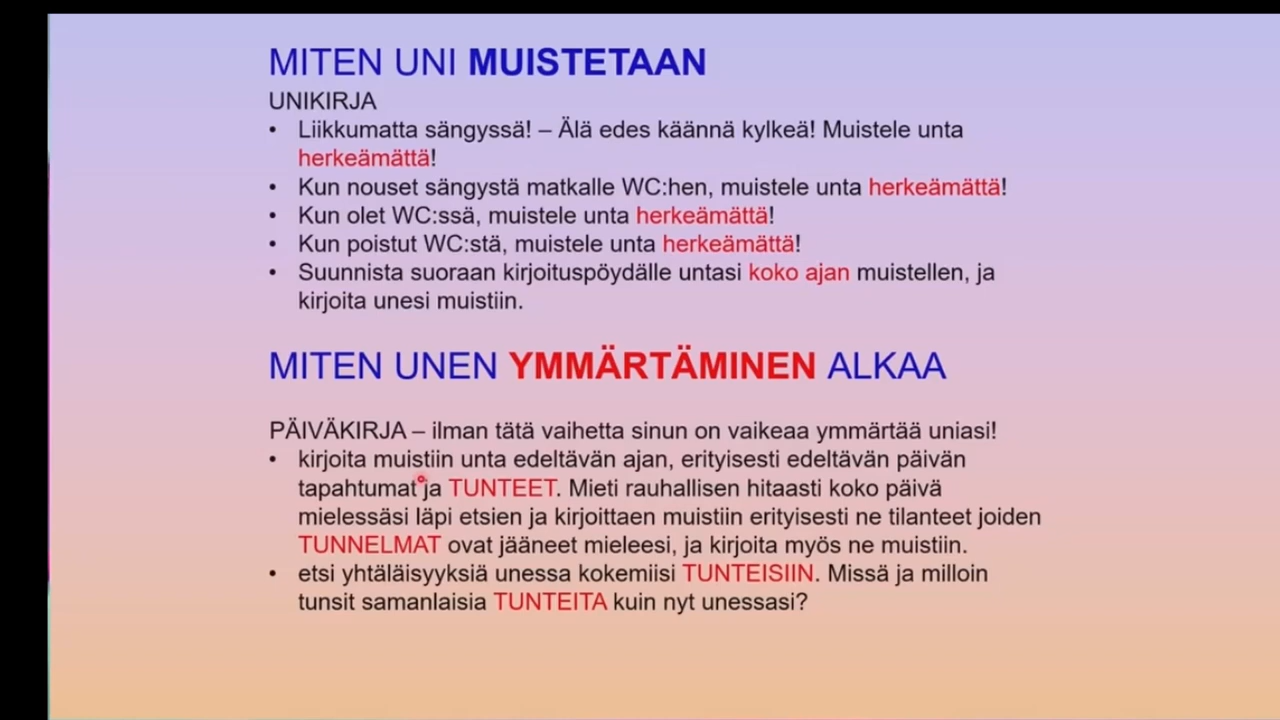 MITEN UNI MUISTETAAN
UNIKIRJA
• Liikkumatta sängyssä! – Älä edes käännä kylkeä! Muistele unta
herkeämättä!
• Kun nouset sängystä matkalle WC:hen, muistele unta herkeämättä!
• Kun olet WC:ssä, muistele unta herkeämättä!
• Kun poistut WC:stä, muistele unta herkeämättä!
• Suunnista suoraan kirjoituspöydälle untasi koko ajan muistellen, ja
kirjoita unesi muistiin.
MITEN UNEN YMMÄRTÄMINEN ALKAA
PÄIVÄKIRJA – ilman tätä vaihetta sinun on vaikeaa ymmärtää uniasi!
• kirjoita muistiin unta edeltävän ajan, erityisesti edeltävän päivän
tapahtumat ja TUNTEET. Mieti rauhallisen hitaasti koko päivä
mielessäsi läpi etsien ja kirjoittaen muistiin erityisesti ne tilanteet joiden
TUNNELMAT ovat jääneet mieleesi, ja kirjoita myös ne muistiin.
• etsi yhtäläisyyksiä unessa kokemiisi TUNTEISIIN. Missä ja milloin
tunsit samanlaisia TUNTEITA kuin nyt unessasi?